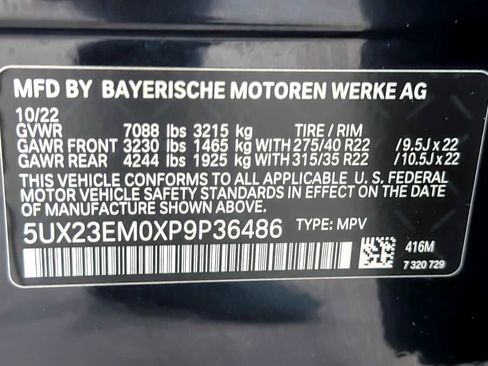 MFD BY BAYERISCHE MOTOREN WERKE AG
10/22
GVWR 7088 lbs 3215 kg TIRE / RIM
GAWR FRONT 3230 lbs 1465 kg WITH 275/40 R22 / 9.5J x 22
GAWR REAR 4244 lbs 1925 kg WITH 315/35 R22 / 10.5J x 22
THIS VEHICLE CONFORMS TO ALL APPLICABLE U. S. FEDERAL
MOTOR VEHICLE SAFETY STANDARDS IN EFFECT ON THE
DATE OF MANUFACTURE SHOWN ABOVE.
5UX23EM0XP9P36486 TYPE: MPV
416M
7 320 729